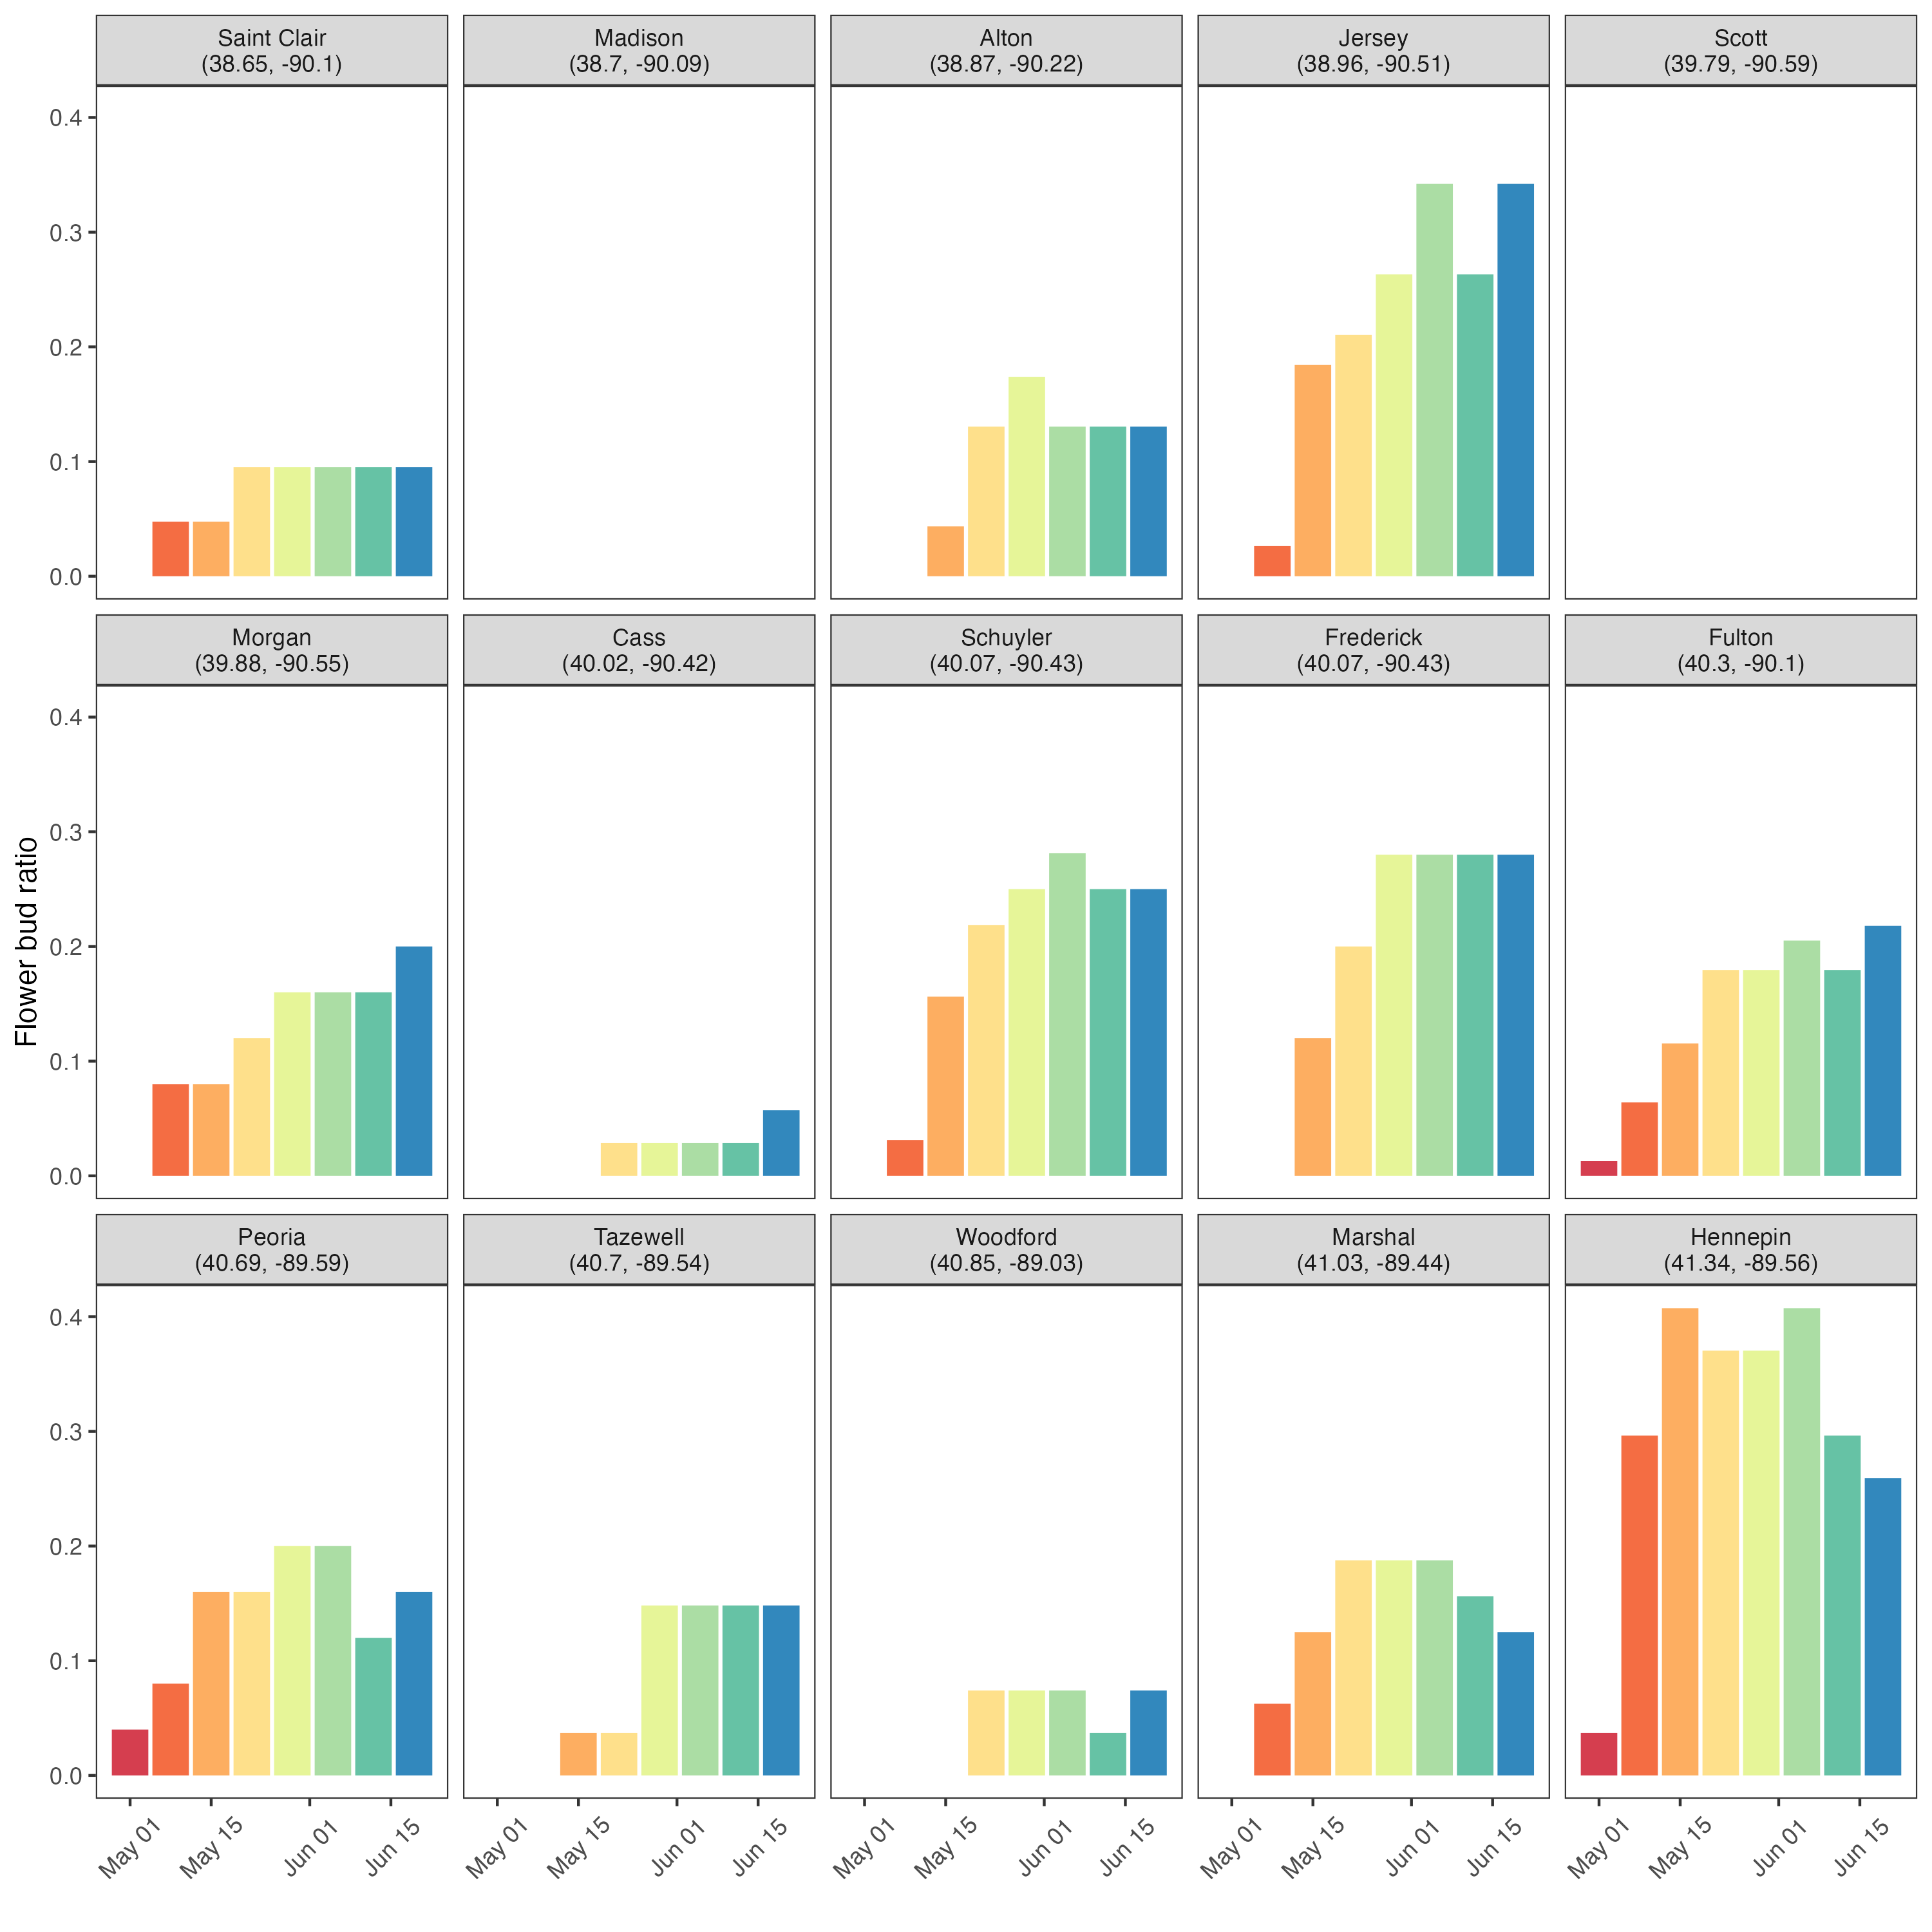 Saint Clair
(38.65, -90.1)
Madison
(38.7, -90.09)
Alton
(38.87, -90.22)
Jersey
(38.96, -90.51)
Scott
(39.79, -90.59)
0.4
0.3
0.2
0.1
0.0
Morgan
(39.88, -90.55)
Cass
(40.02, -90.42)
Schuyler
(40.07, -90.43)
Frederick
(40.07, -90.43)
Fulton
(40.3, -90.1)
0.4
0.3
0.2
0.1
0.0
Flower bud ratio
Peoria
(40.69, -89.59)
Tazewell
(40.7, -89.54)
Woodford
(40.85, -89.03)
Marshal
(41.03, -89.44)
Hennepin
(41.34, -89.56)
0.4
0.3
0.2
0.1
0.0
May 01
May 15
Jun 01
Jun 15
May 01
May 15
Jun 01
Jun 15
May 01
May 15
Jun 01
Jun 15
May 01
May 15
Jun 01
Jun 15
May 01
May 15
Jun 01
Jun 15